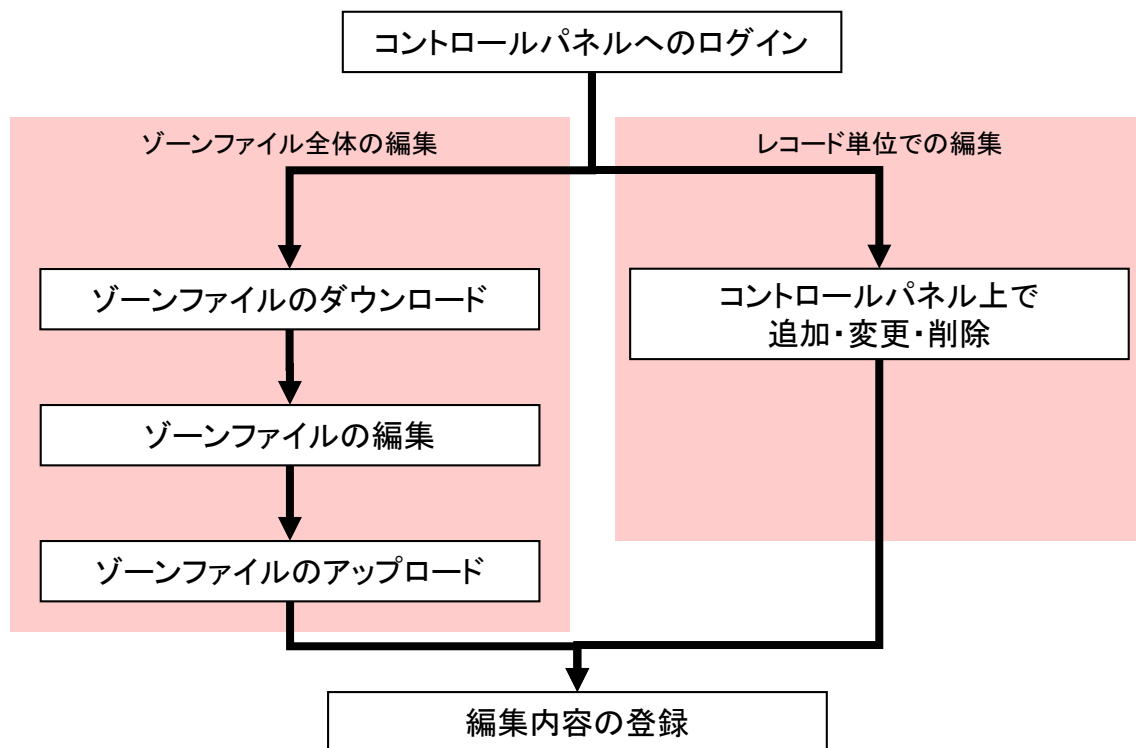 コントロールパネルへのログイン
ゾーンファイル全体の編集
レコード単位での編集
ゾーンファイルのダウンロード
コントロールパネル上で
追加・変更・削除
ゾーンファイルの編集
ゾーンファイルのアップロード
編集内容の登録